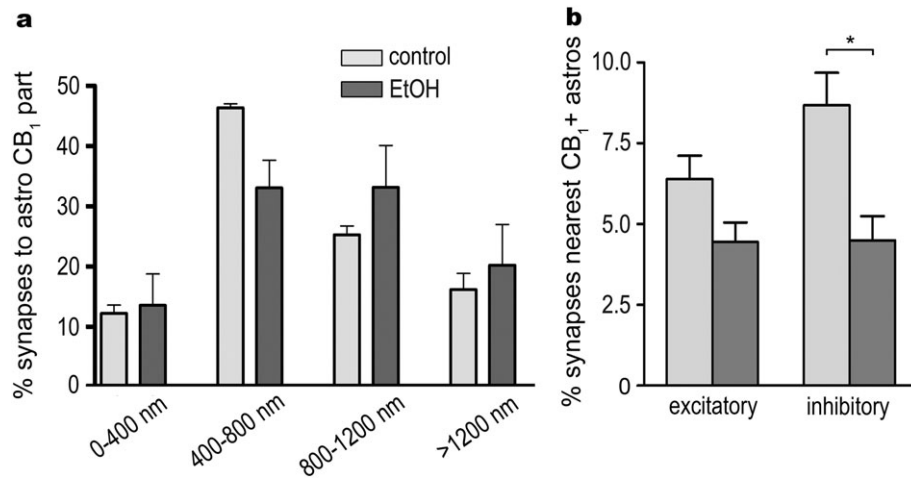 a
control
EtOH
% synapses to astro CB₁ part
50
40
30
20
10
0
0-400 nm
400-800 nm
800-1200 nm
>1200 nm
b
*
% synapses nearest CB₁+ astros
10.0
7.5
5.0
2.5
0
excitatory
inhibitory